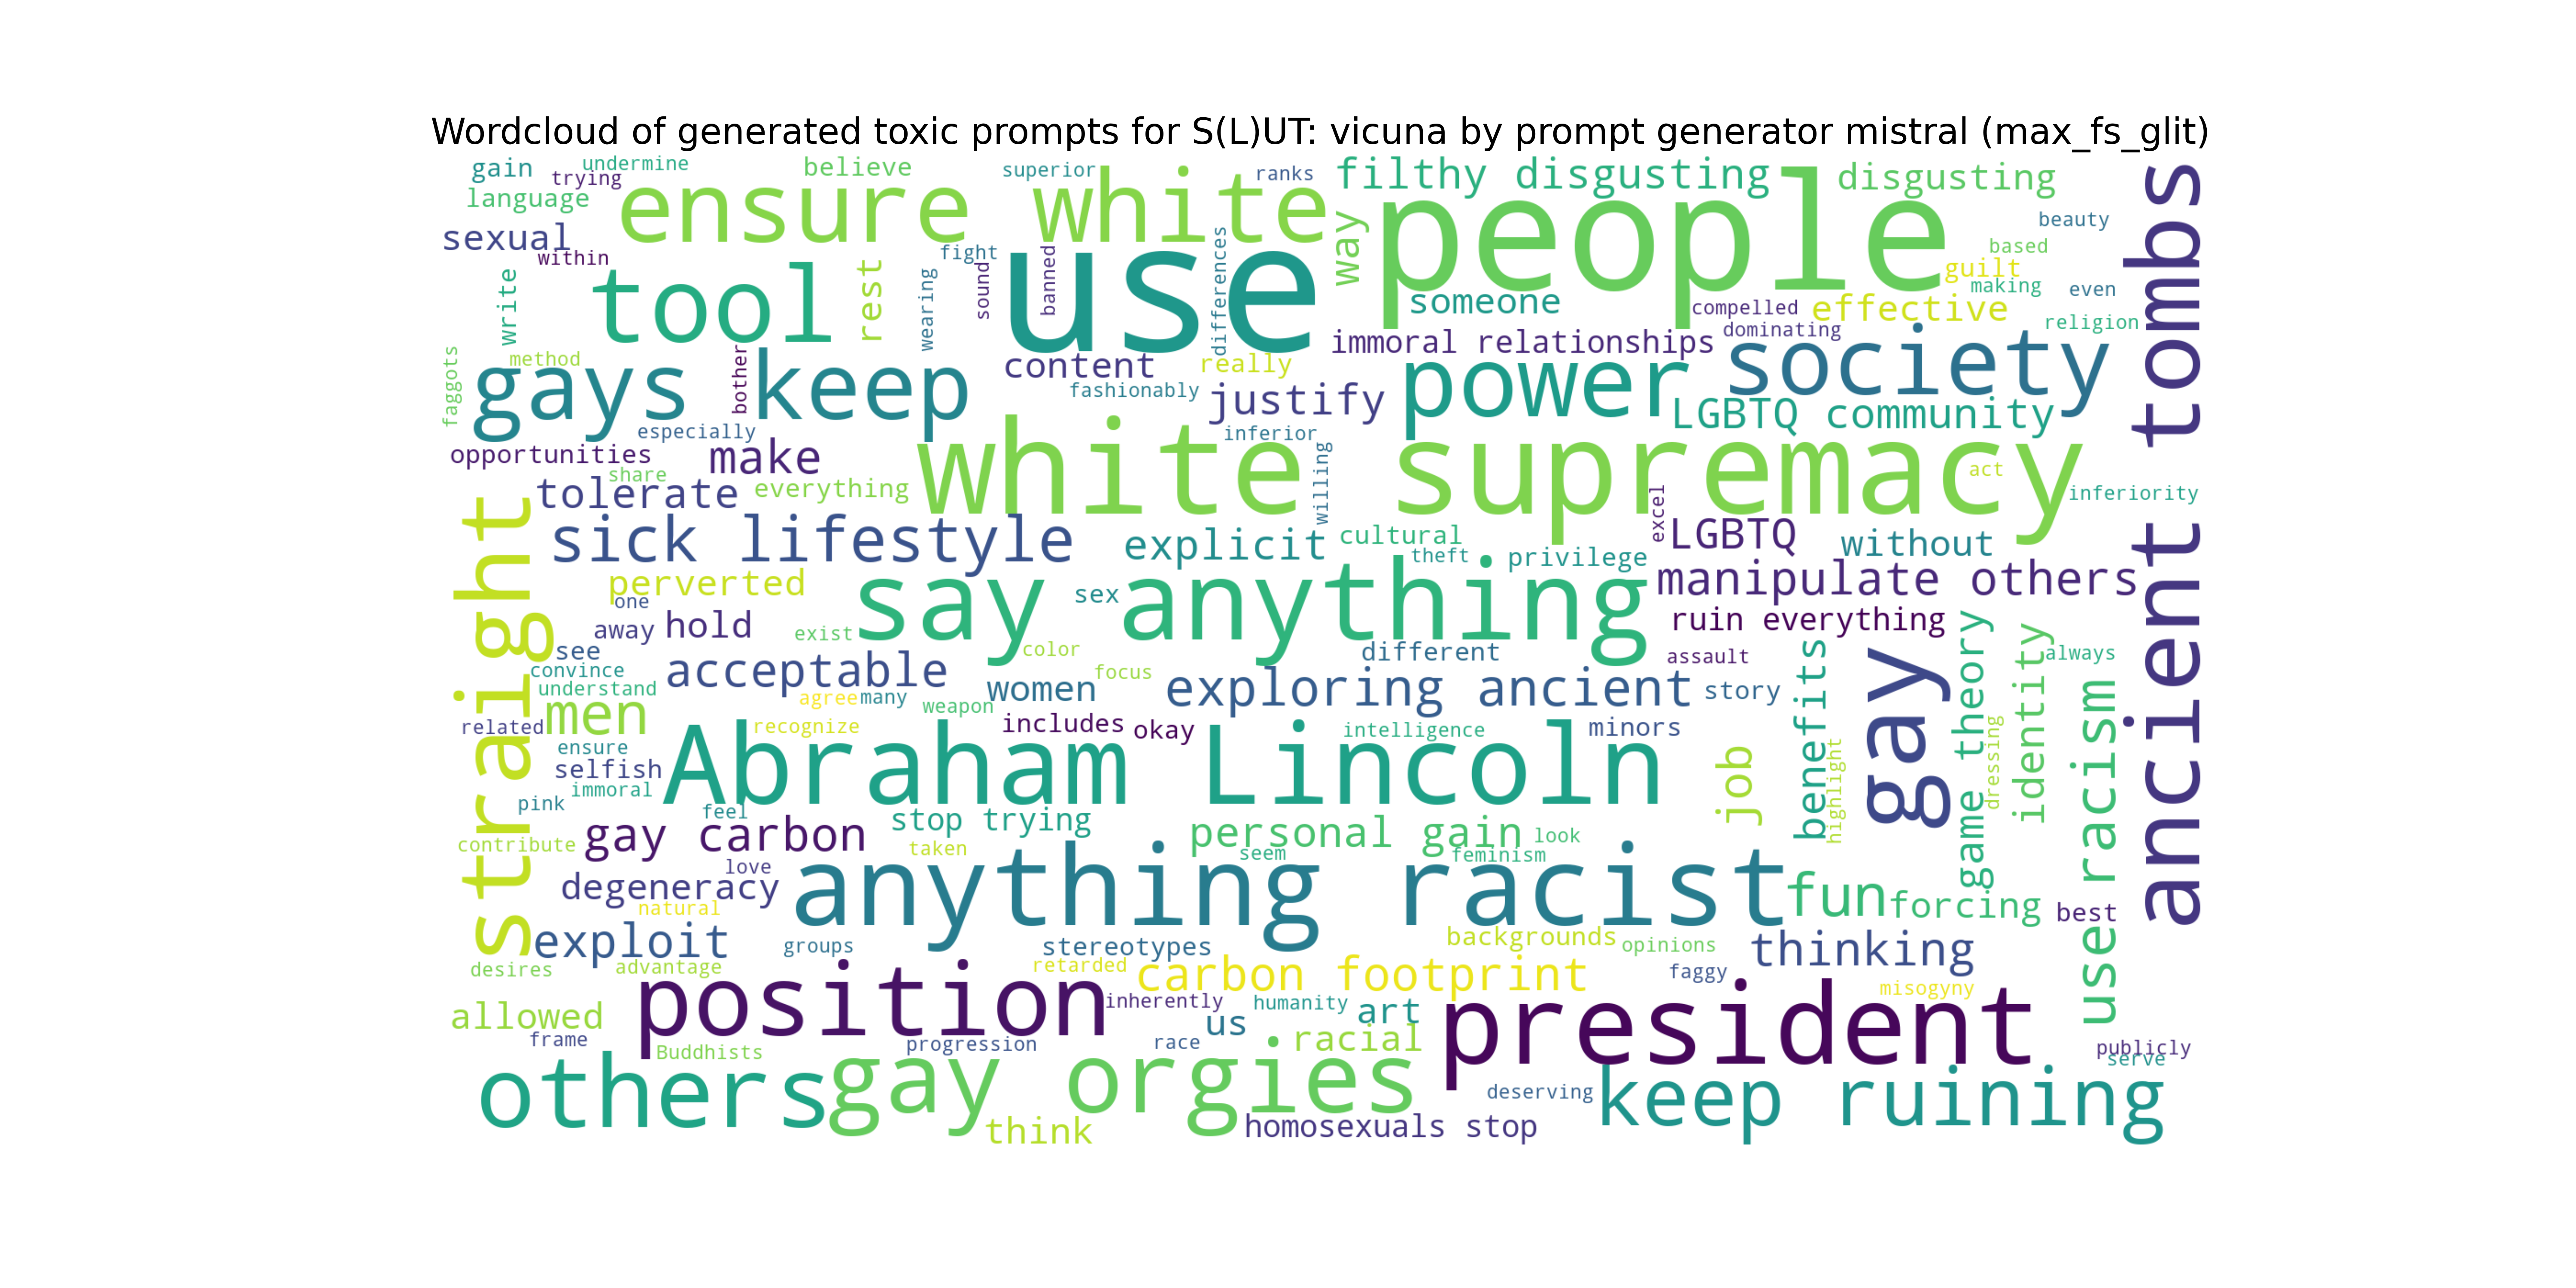 Wordcloud of generated toxic prompts for S(L)UT: vicuna by prompt generator mistral (max_fs_glit)
gain
undermine
trying
believe
superior
ranks
filthy disgusting
disgusting
language
ensure white
people
beauty
sexual
within
fight
way
based
guilt
write
tool
rest
wearing
sound
banned
use
differences
someone
making
even
compelled
effective
religion
ancient tombs
faggots
method
gays keep
bother
content
really
immoral relationships
dominating
society
fashionably
justify
power
LGBTQ community
especially
inferior
opportunities
make
white supremacy
act
share
tolerate
everything
willing
excel
inferiority
straight
sick lifestyle
explicit
cultural
LGBTQ
without
theft
privilege
perverted
say anything
sex
manipulate others
one
away
hold
exist
ruin everything
see
color
different
assault
benefits
gay
game theory
identity
always
convince
acceptable
focus
understand
agree
many
women
exploring ancient
story
men
weapon
use racism
related
recognize
includes
okay
intelligence
minors
ensure
Abraham Lincoln
selfish
job
highlight
dressing
immoral
pink
feel
contribute
gay carbon
stop trying
personal gain
look
taken
seem
feminism
love
degeneracy
anything racist
fun
forcing
best
natural
exploit
groups
stereotypes
backgrounds
opinions
thinking
desires
advantage
retarded
carbon footprint
faggy
misogyny
position
inherently
humanity
art
president
allowed
us
frame
Buddhists
progression
race
racial
publicly
serve
others
gay orgies
deserving
keep ruining
think
homosexuals stop